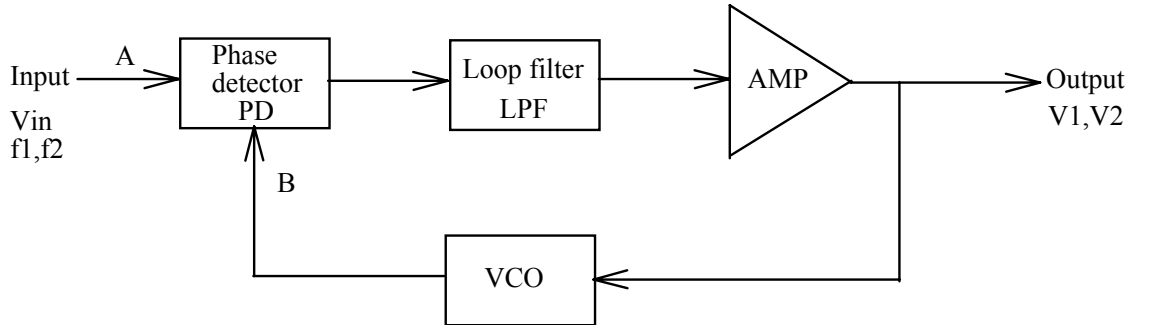 Input
Vin
f1,f2
A
Phase
detector
PD
Loop filter
LPF
AMP
Output
V1,V2
B
VCO